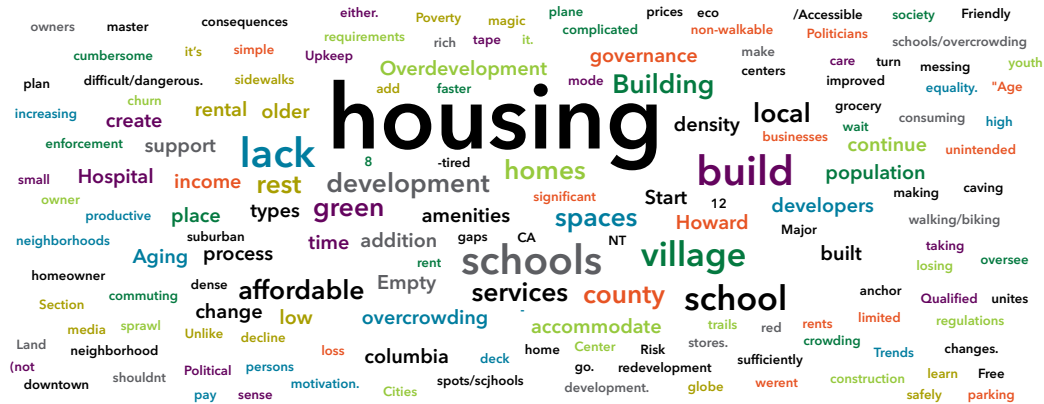 owners master consequences either. Poverty magic plane complicated prices eco /Accessible society Friendly
requirements rich tape it. non-walkable Politicians schools/overcrowding
cumbersome it's simple Upkeep governance make care turn messing youth
plan difficult/dangerous. sidewalks Overdevelopment mode Building centers improved equality. "Age
increasing churn create rental older add faster housing density local grocery consuming high
businesses wait
enforcement support lack 8 -tired homes continue unintended
small Hospital income rest development significant build population making caving
owner productive place types green amenities spaces Start 12 Howard developers walking/biking
neighborhoods suburban Aging process time addition gaps CA NT Major built taking
rent schools village losing oversee
homeowner dense affordable Empty services county school anchor Qualified unites
Section commuting change low overcrowding - accommodate trails red rents limited regulations
media sprawl Unlike decline stores. crowding
Land neighborhood loss columbia deck home Center Risk sufficiently Trends changes.
(not downtown shouldnt Political persons go. redevelopment
motivation. spots/scjhools development. globe werent construction learn Free
pay sense Cities safely parking